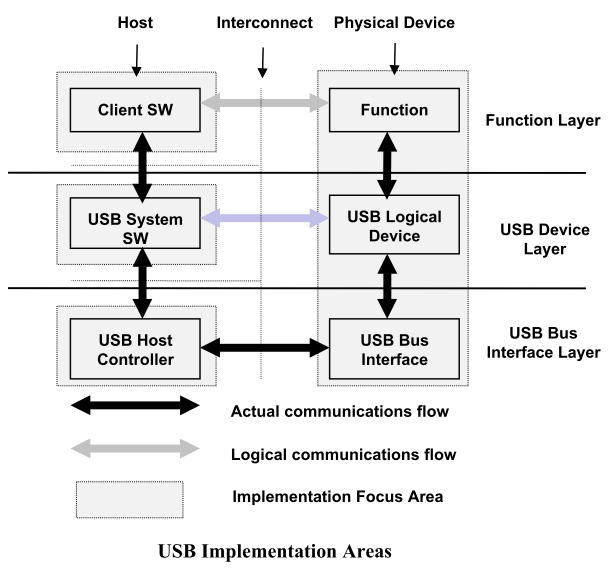 Host
Interconnect
Physical Device
Client SW
Function
Function Layer
USB System
SW
USB Logical
Device
USB Device
Layer
USB Host
Controller
USB Bus
Interface
USB Bus
Interface Layer
Actual communications flow
Logical communications flow
Implementation Focus Area
USB Implementation Areas